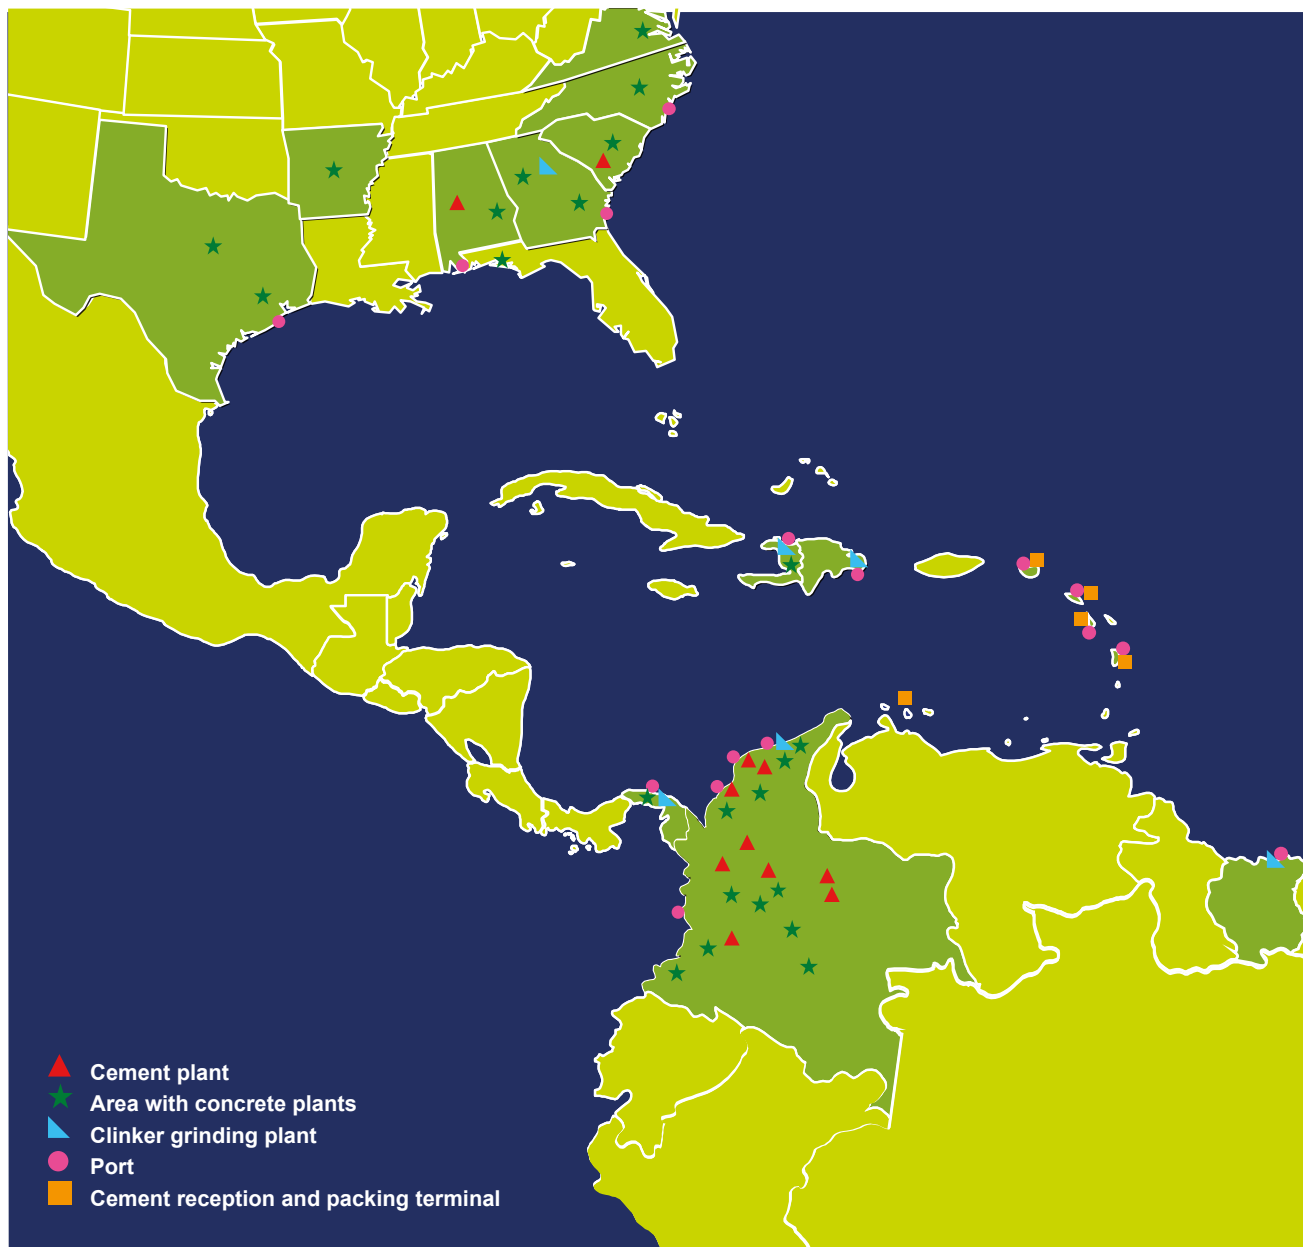 Cement plant
Area with concrete plants
Clinker grinding plant
Port
Cement reception and packing terminal